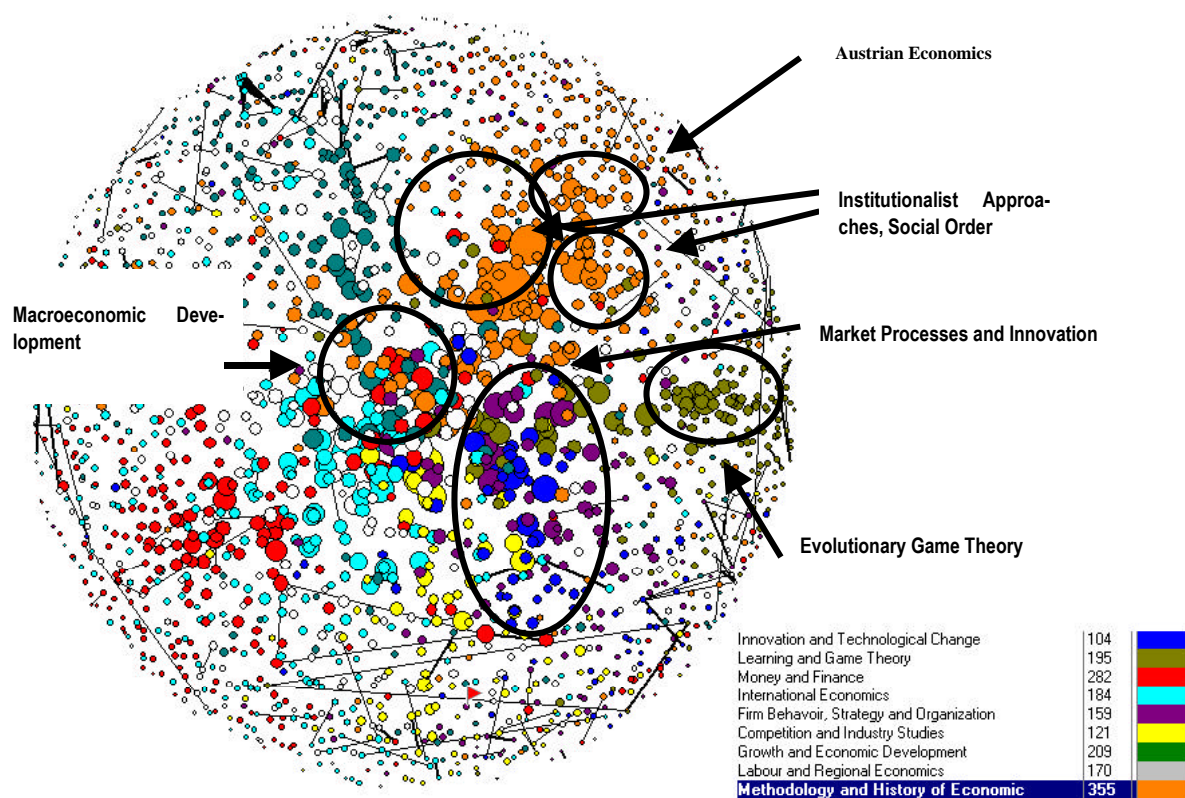 Austrian Economics
Institutionalist Approa-
ches, Social Order
Macroeconomic Deve-
lopment
Market Processes and Innovation
Evolutionary Game Theory
Innovation and Technological Change 104
Learning and Game Theory 195
Money and Finance 282
International Economics 184
Firm Behavoir, Strategy and Organization 159
Competition and Industry Studies 121
Growth and Economic Development 209
Labour and Regional Economics 170
Methodology and History of Economic 355